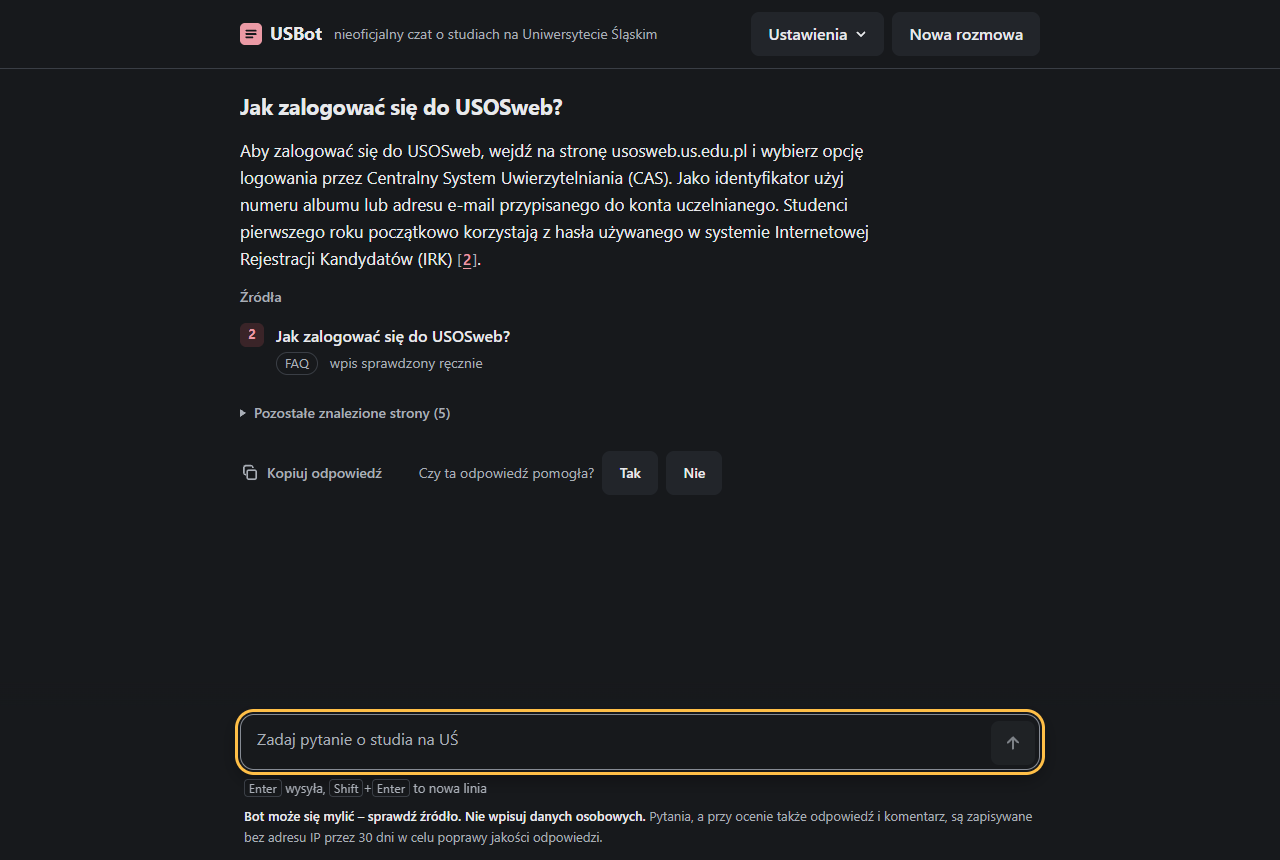 USBot nieoficjalny czat o studiach na Uniwersytecie Śląskim Ustawienia Nowa rozmowa
Jak zalogować się do USOSweb?
Aby zalogować się do USOSweb, wejdź na stronę usosweb.us.edu.pl i wybierz opcję
logowania przez Centralny System Uwierzytelniania (CAS). Jako identyfikator użyj
numeru albumu lub adresu e-mail przypisanego do konta uczelnianego. Studenci
pierwszego roku początkowo korzystają z hasła używanego w systemie Internetowej
Rejestracji Kandydatów (IRK) [2].
Źródła
2 Jak zalogować się do USOSweb?
FAQ wpis sprawdzony ręcznie
Pozostałe znalezione strony (5)
Kopiuj odpowiedź Czy ta odpowiedź pomogła? Tak Nie
Zadaj pytanie o studia na UŚ
Enter wysyła, Shift+Enter to nowa linia
Bot może się mylić – sprawdź źródło. Nie wpisuj danych osobowych. Pytania, a przy ocenie także odpowiedź i komentarz, są zapisywane
bez adresu IP przez 30 dni w celu poprawy jakości odpowiedzi.